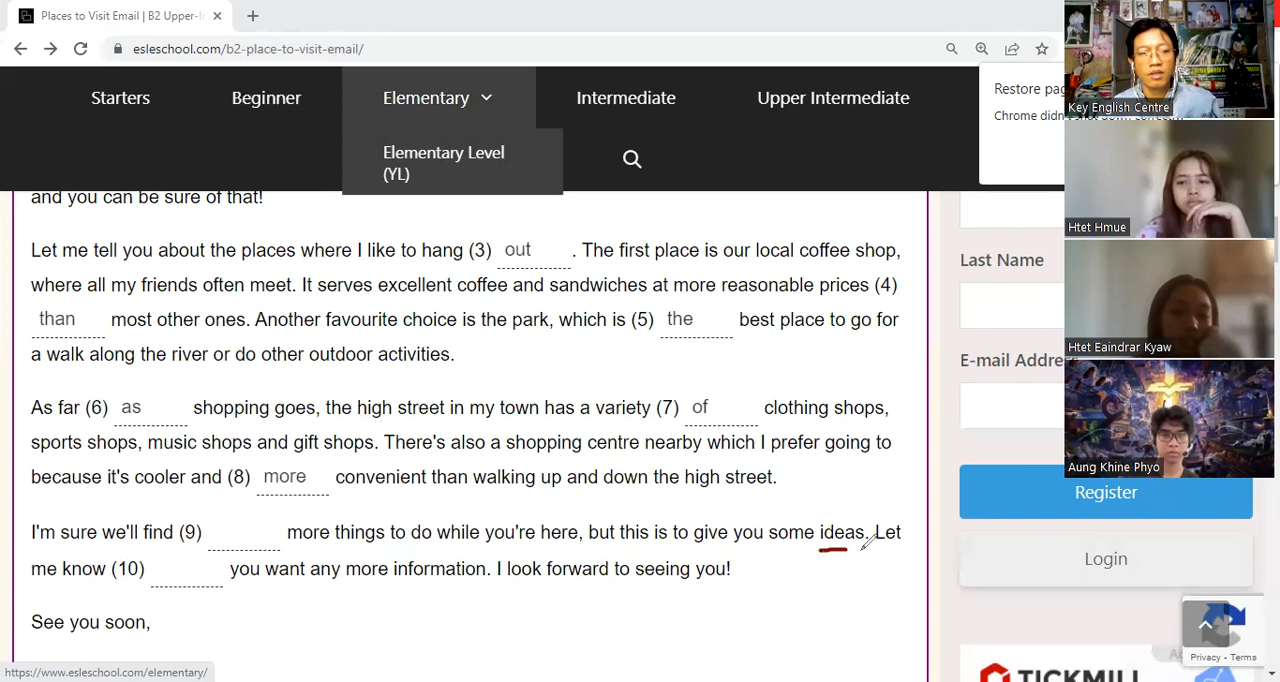 Places to Visit Email | B2 Upper-I
esleschool.com/b2-place-to-visit-email/
Starters
Beginner
Elementary
Intermediate
Upper Intermediate
Elementary Level
(YL)
Restore pag
Chrome didn
Key English Centre
and you can be sure of that!
Let me tell you about the places where I like to hang (3) out . The first place is our local coffee shop,
where all my friends often meet. It serves excellent coffee and sandwiches at more reasonable prices (4)
than most other ones. Another favourite choice is the park, which is (5) the best place to go for
a walk along the river or do other outdoor activities.
As far (6) as shopping goes, the high street in my town has a variety (7) of clothing shops,
sports shops, music shops and gift shops. There's also a shopping centre nearby which I prefer going to
because it's cooler and (8) more convenient than walking up and down the high street.
I'm sure we'll find (9) more things to do while you're here, but this is to give you some ideas. Let
me know (10) you want any more information. I look forward to seeing you!
See you soon,
Htet Hmue
Last Name
Htet Eaindrar Kyaw
E-mail Addre
Aung Khine Phyo
Register
Login
Privacy - Terms
TICKMILL
https://www.esleschool.com/elementary/